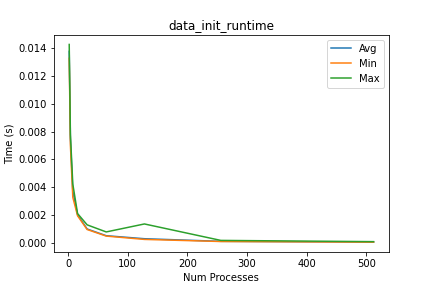 data_init_runtime
Avg
Min
Max
Time (s)
0.014
0.012
0.010
0.008
0.006
0.004
0.002
0.000
0 100 200 300 400 500
Num Processes